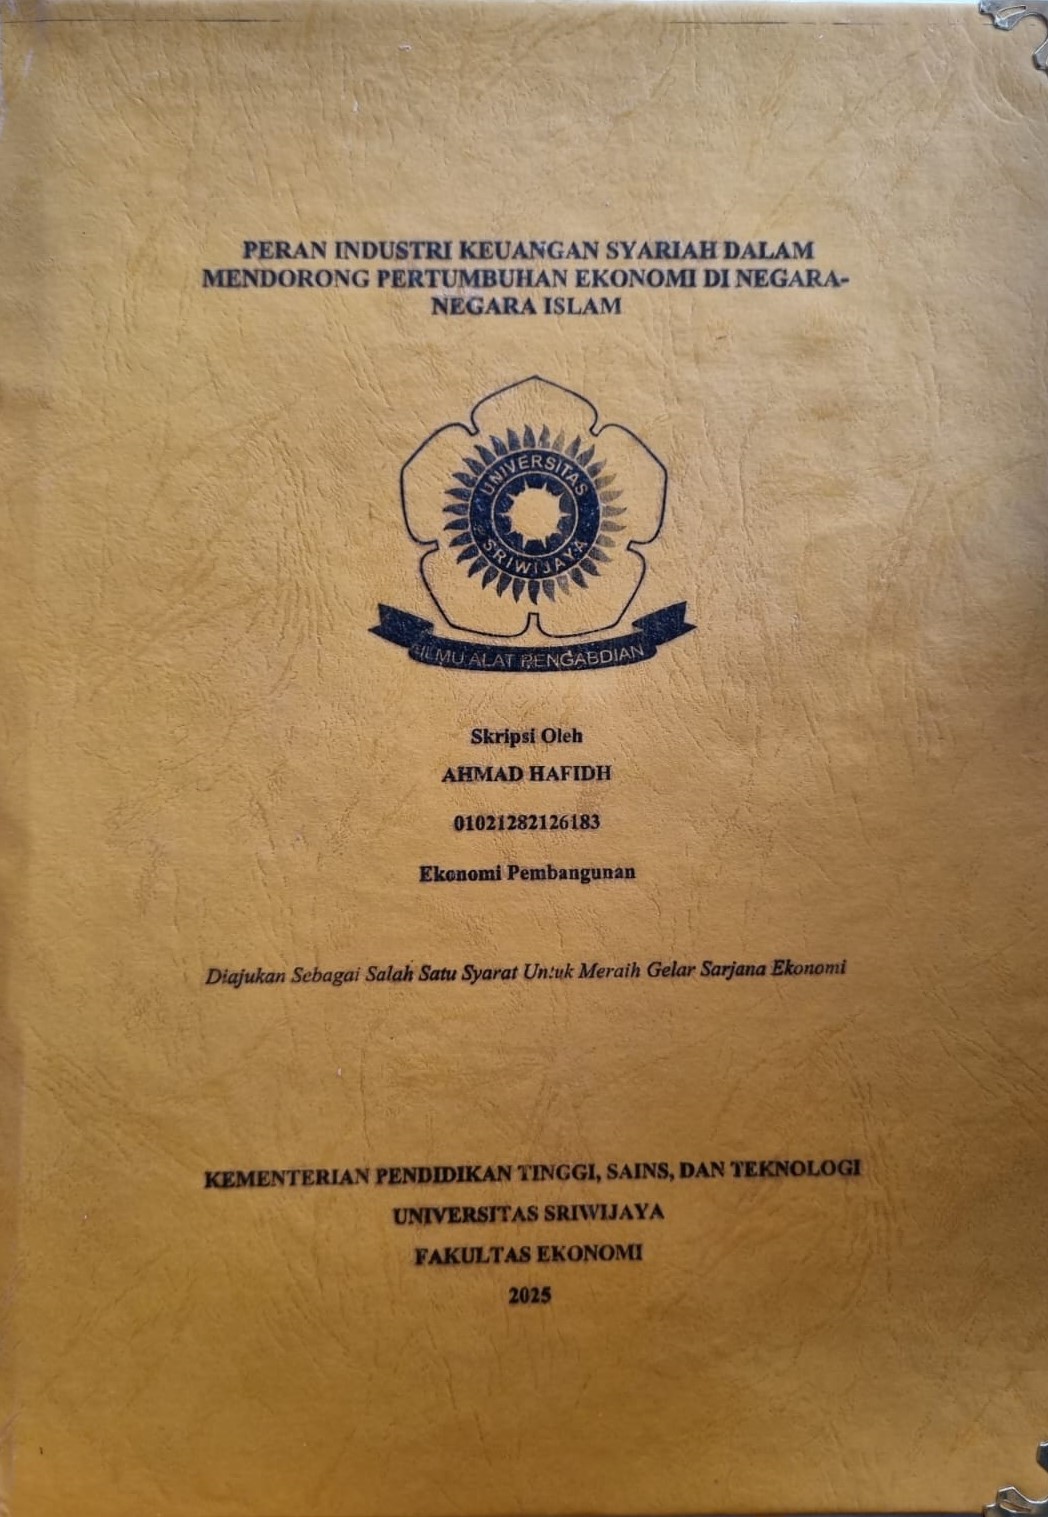 PERAN INDUSTRI KEUANGAN SYARIAH DALAM
MENDORONG PERTUMBUHAN EKONOMI DI NEGARA-
NEGARA ISLAM
UNIVERSITAS
SRIWIJAYA
ILMU ALAT PENGABDIAN
Skripsi Oleh
AHMAD HAFIDH
01021282126183
Ekonomi Pembangunan
Diajukan Sebagai Salah Satu Syarat Untuk Meraih Gelar Sarjana Ekonomi
KEMENTERIAN PENDIDIKAN TINGGI, SAINS, DAN TEKNOLOGI
UNIVERSITAS SRIWIJAYA
FAKULTAS EKONOMI
2025